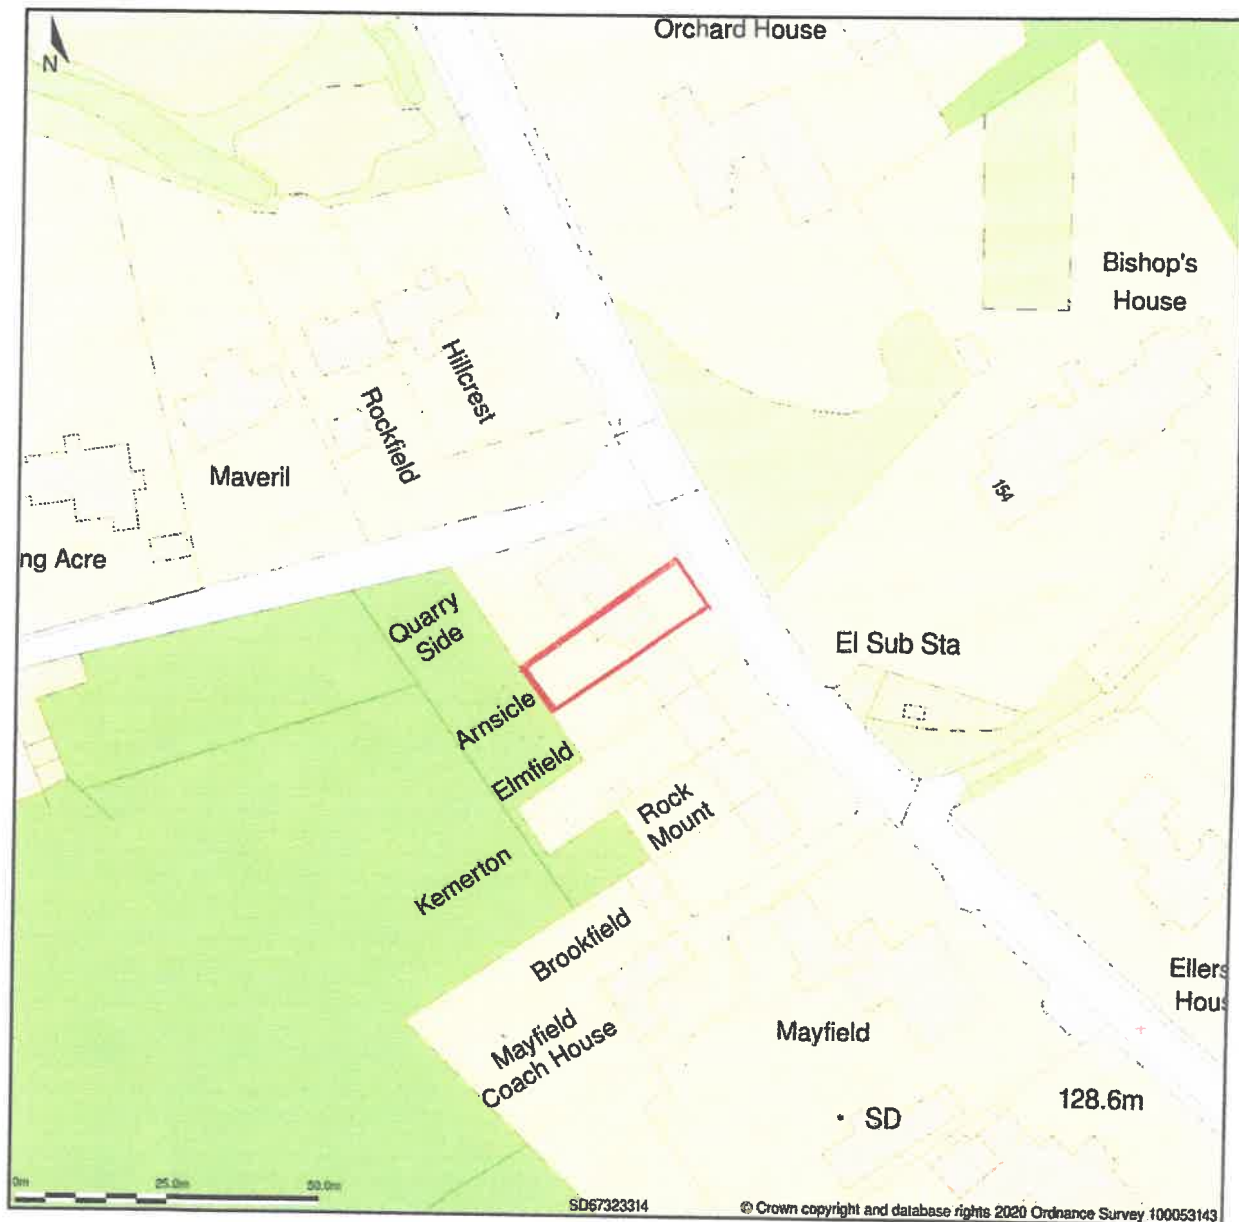 Orchard House
N
Bishop's
House
Hillcrest
Rockfield
Maveril
154
ng Acre
Quarry
Side
El Sub Sta
Arnsicle
Elmfield
Rock
Mount
Kemerton
Brookfield
Ellers
Hous
Mayfield
Coach House
Mayfield
128.6m
SD
0m
25.0m
50.0m
SD67323314
© Crown copyright and database rights 2020 Ordnance Survey 100053143